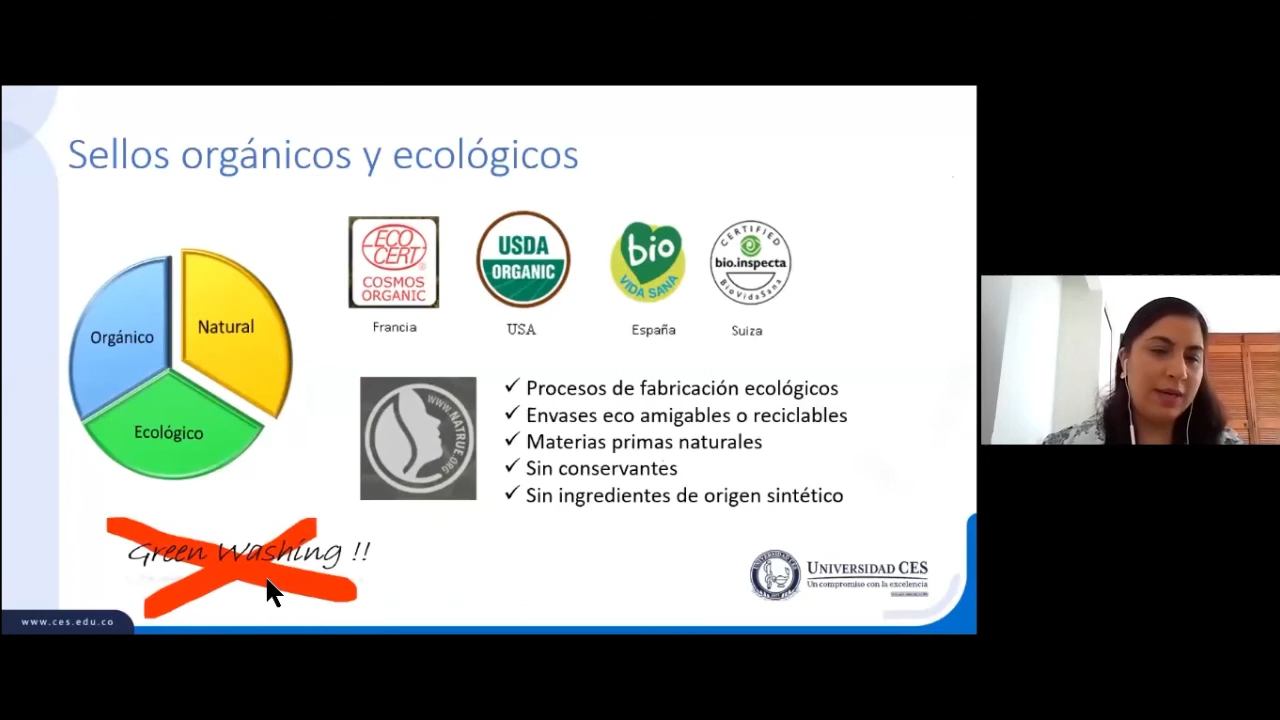 Sellos orgánicos y ecológicos
Orgánico
Natural
Ecológico
ECO
CERT
®
COSMOS
ORGANIC
Francia
USDA
ORGANIC
USA
bio
VIDA SANA
España
CERTIFIED
bio.inspecta
BioVidaSana
Suiza
WWW.NATRUE.ORG
✓ Procesos de fabricación ecológicos
✓ Envases eco amigables o reciclables
✓ Materias primas naturales
✓ Sin conservantes
✓ Sin ingredientes de origen sintético
Green Washing !!
UNIVERSIDAD CES
Un compromiso con la excelencia
www.ces.edu.co